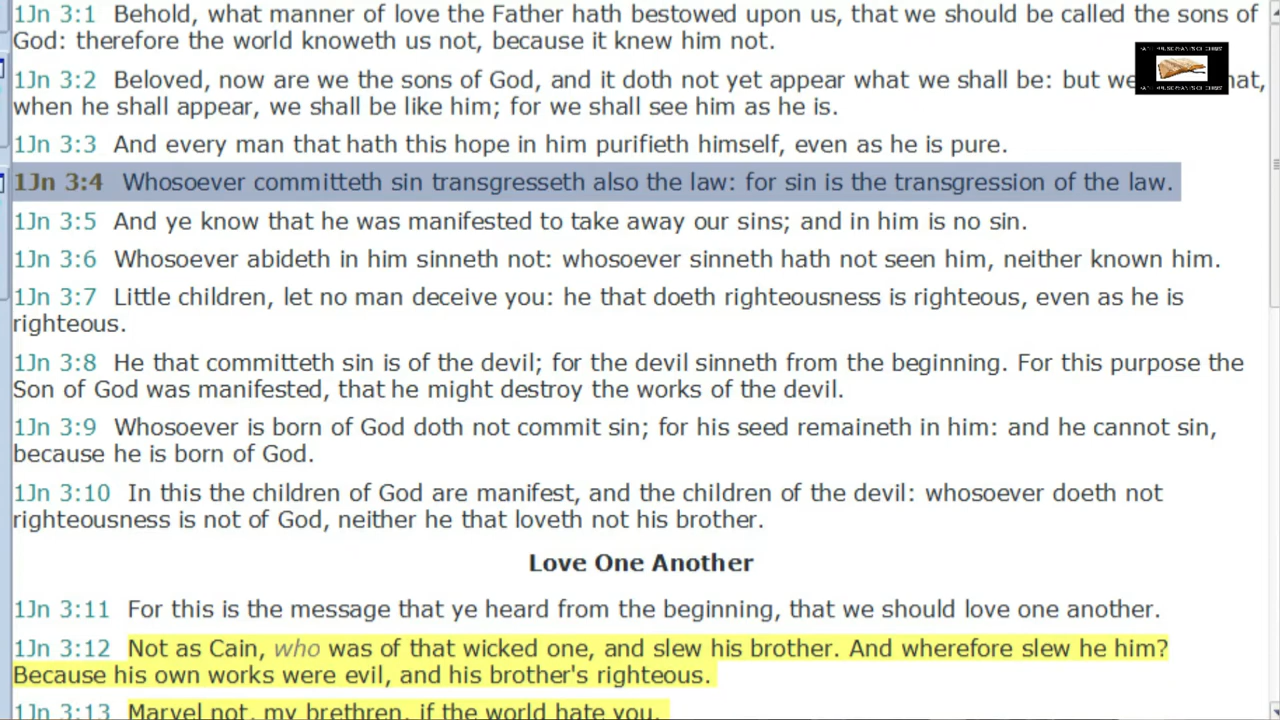 1Jn 3:1 Behold, what manner of love the Father hath bestowed upon us, that we should be called the sons of
God: therefore the world knoweth us not, because it knew him not.
1Jn 3:2 Beloved, now are we the sons of God, and it doth not yet appear what we shall be: but we hat,
when he shall appear, we shall be like him; for we shall see him as he is.
1Jn 3:3 And every man that hath this hope in him purifieth himself, even as he is pure.
1Jn 3:4 Whosoever committeth sin transgresseth also the law: for sin is the transgression of the law.
1Jn 3:5 And ye know that he was manifested to take away our sins; and in him is no sin.
1Jn 3:6 Whosoever abideth in him sinneth not: whosoever sinneth hath not seen him, neither known him.
1Jn 3:7 Little children, let no man deceive you: he that doeth righteousness is righteous, even as he is
righteous.
1Jn 3:8 He that committeth sin is of the devil; for the devil sinneth from the beginning. For this purpose the
Son of God was manifested, that he might destroy the works of the devil.
1Jn 3:9 Whosoever is born of God doth not commit sin; for his seed remaineth in him: and he cannot sin,
because he is born of God.
1Jn 3:10 In this the children of God are manifest, and the children of the devil: whosoever doeth not
righteousness is not of God, neither he that loveth not his brother.
Love One Another
1Jn 3:11 For this is the message that ye heard from the beginning, that we should love one another.
1Jn 3:12 Not as Cain, who was of that wicked one, and slew his brother. And wherefore slew he him?
Because his own works were evil, and his brother's righteous.
1Jn 3:13 Marvel not, my brethren, if the world hate you.